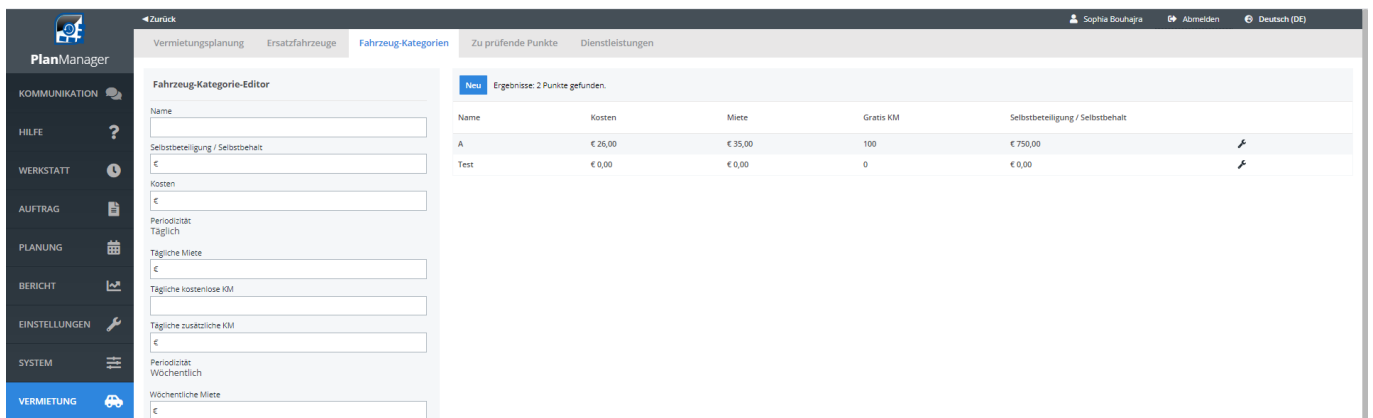 ◄Zurück
Sophia Bouhajra
Abmelden
Deutsch (DE)
PlanManager
Vermietungsplanung
Ersatzfahrzeuge
Fahrzeug-Kategorien
Zu prüfende Punkte
Dienstleistungen
KOMMUNIKATION
HILFE
WERKSTATT
AUFTRAG
PLANUNG
BERICHT
EINSTELLUNGEN
SYSTEM
VERMIETUNG
Fahrzeug-Kategorie-Editor
Name
Selbstbeteiligung / Selbstbehalt
€
Kosten
€
Periodizität
Täglich
Tägliche Miete
€
Tägliche kostenlose KM
Tägliche zusätzliche KM
€
Periodizität
Wöchentlich
Wöchentliche Miete
€
Neu Ergebnisse: 2 Punkte gefunden.
Name Kosten Miete Gratis KM Selbstbeteiligung / Selbstbehalt
A € 26,00 € 35,00 100 € 750,00
Test € 0,00 € 0,00 0 € 0,00